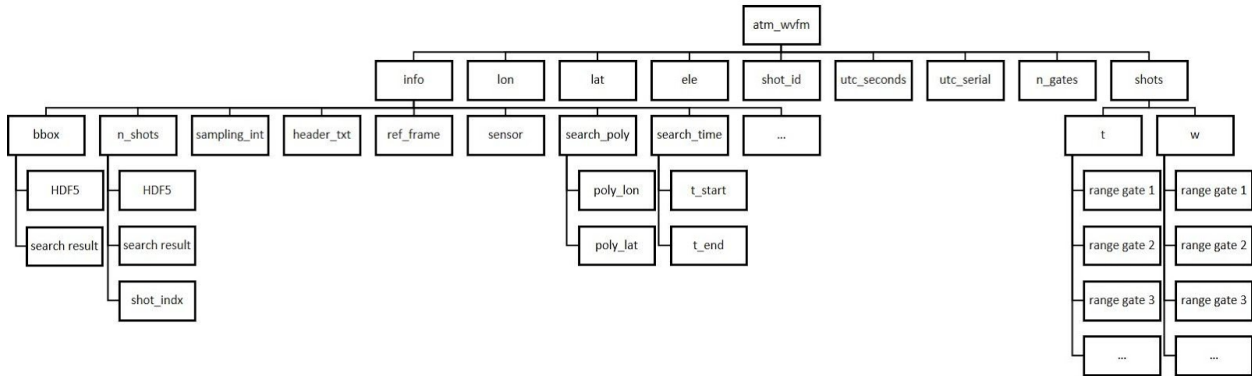 atm_wvfm
info
lon
lat
ele
shot_id
utc_seconds
utc_serial
n_gates
shots
bbox
n_shots
sampling_int
header_txt
ref_frame
sensor
search_poly
search_time
...
t
w
HDF5
HDF5
poly_lon
t_start
range gate 1
range gate 1
search result
search result
poly_lat
t_end
range gate 2
range gate 2
shot_indx
range gate 3
range gate 3
...
...